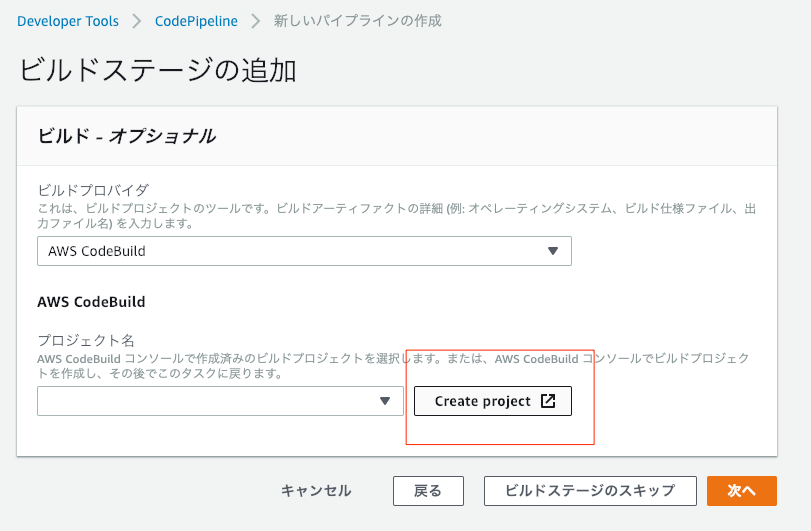 Developer Tools > CodePipeline > 新しいパイプラインの作成
ビルドステージの追加
ビルド - オプショナル
ビルドプロバイダ
これは、ビルドプロジェクトのツールです。ビルドアーティファクトの詳細 (例: オペレーティングシステム、ビルド仕様ファイル、出
力ファイル名) を入力します。
AWS CodeBuild
AWS CodeBuild
プロジェクト名
AWS CodeBuild コンソールで作成済みのビルドプロジェクトを選択します。または、AWS CodeBuild コンソールでビルドプロジェク
トを作成し、その後でこのタスクに戻ります。
Create project
キャンセル 戻る ビルドステージのスキップ 次へ